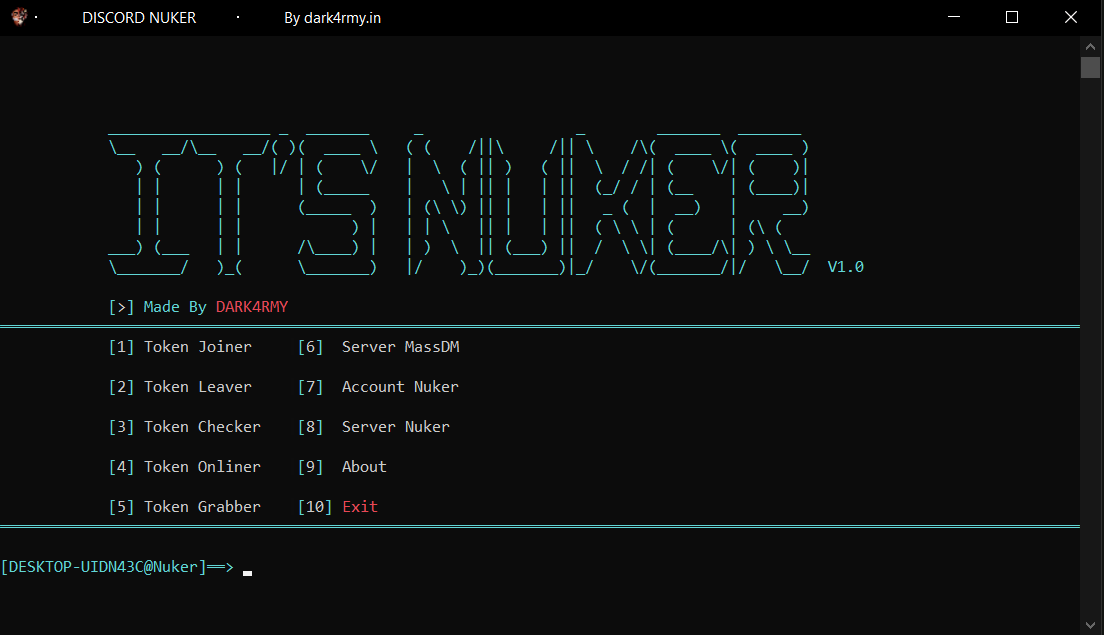 DISCORD NUKER · By dark4rmy.in
IT'S NUKER V1.0
[>] Made By DARK4RMY
[1] Token Joiner [6] Server MassDM
[2] Token Leaver [7] Account Nuker
[3] Token Checker [8] Server Nuker
[4] Token Onliner [9] About
[5] Token Grabber [10] Exit
[DESKTOP-UIDN43C@Nuker]══>